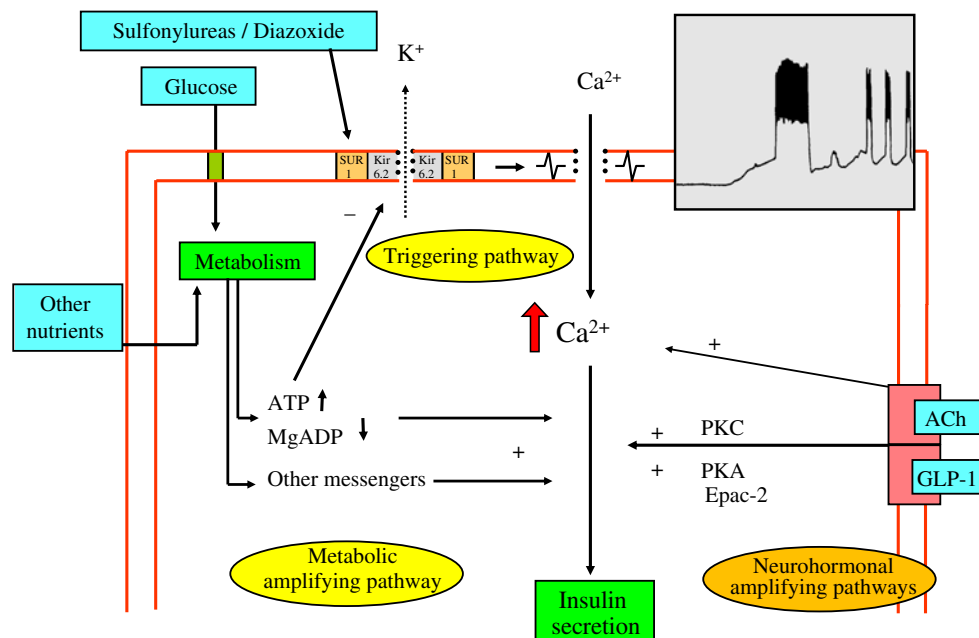 Sulfonylureas / Diazoxide
K+
Glucose
Ca2+
SUR
1
Kir
6.2
Kir
6.2
SUR
1
–
Metabolism
Triggering pathway
Other
nutrients
Ca2+
+
ATP
MgADP
+
Other messengers
+
PKC
+
PKA
Epac-2
ACh
GLP-1
Metabolic
amplifying pathway
Neurohormonal
amplifying pathways
Insulin
secretion